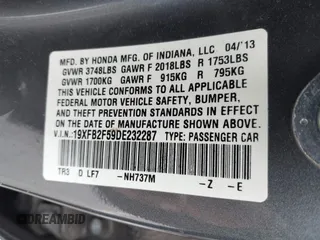 MFD. BY HONDA MFG. OF INDIANA, LLC 04/13
GVWR 3748LBS GAWR F 2018LBS R 1753LBS
GVWR 1700KG GAWR F 915KG R 795KG
THIS VEHICLE CONFORMS TO ALL APPLICABLE
FEDERAL MOTOR VEHICLE SAFETY, BUMPER,
AND THEFT PREVENTION STANDARDS IN EFFECT
ON THE DATE OF MANUFACTURE SHOWN ABOVE.
V.I.N.: 19XFB2F59DE232287 TYPE: PASSENGER CAR
TR3 D LF7 -NH737M -Z -E
DREAMBID